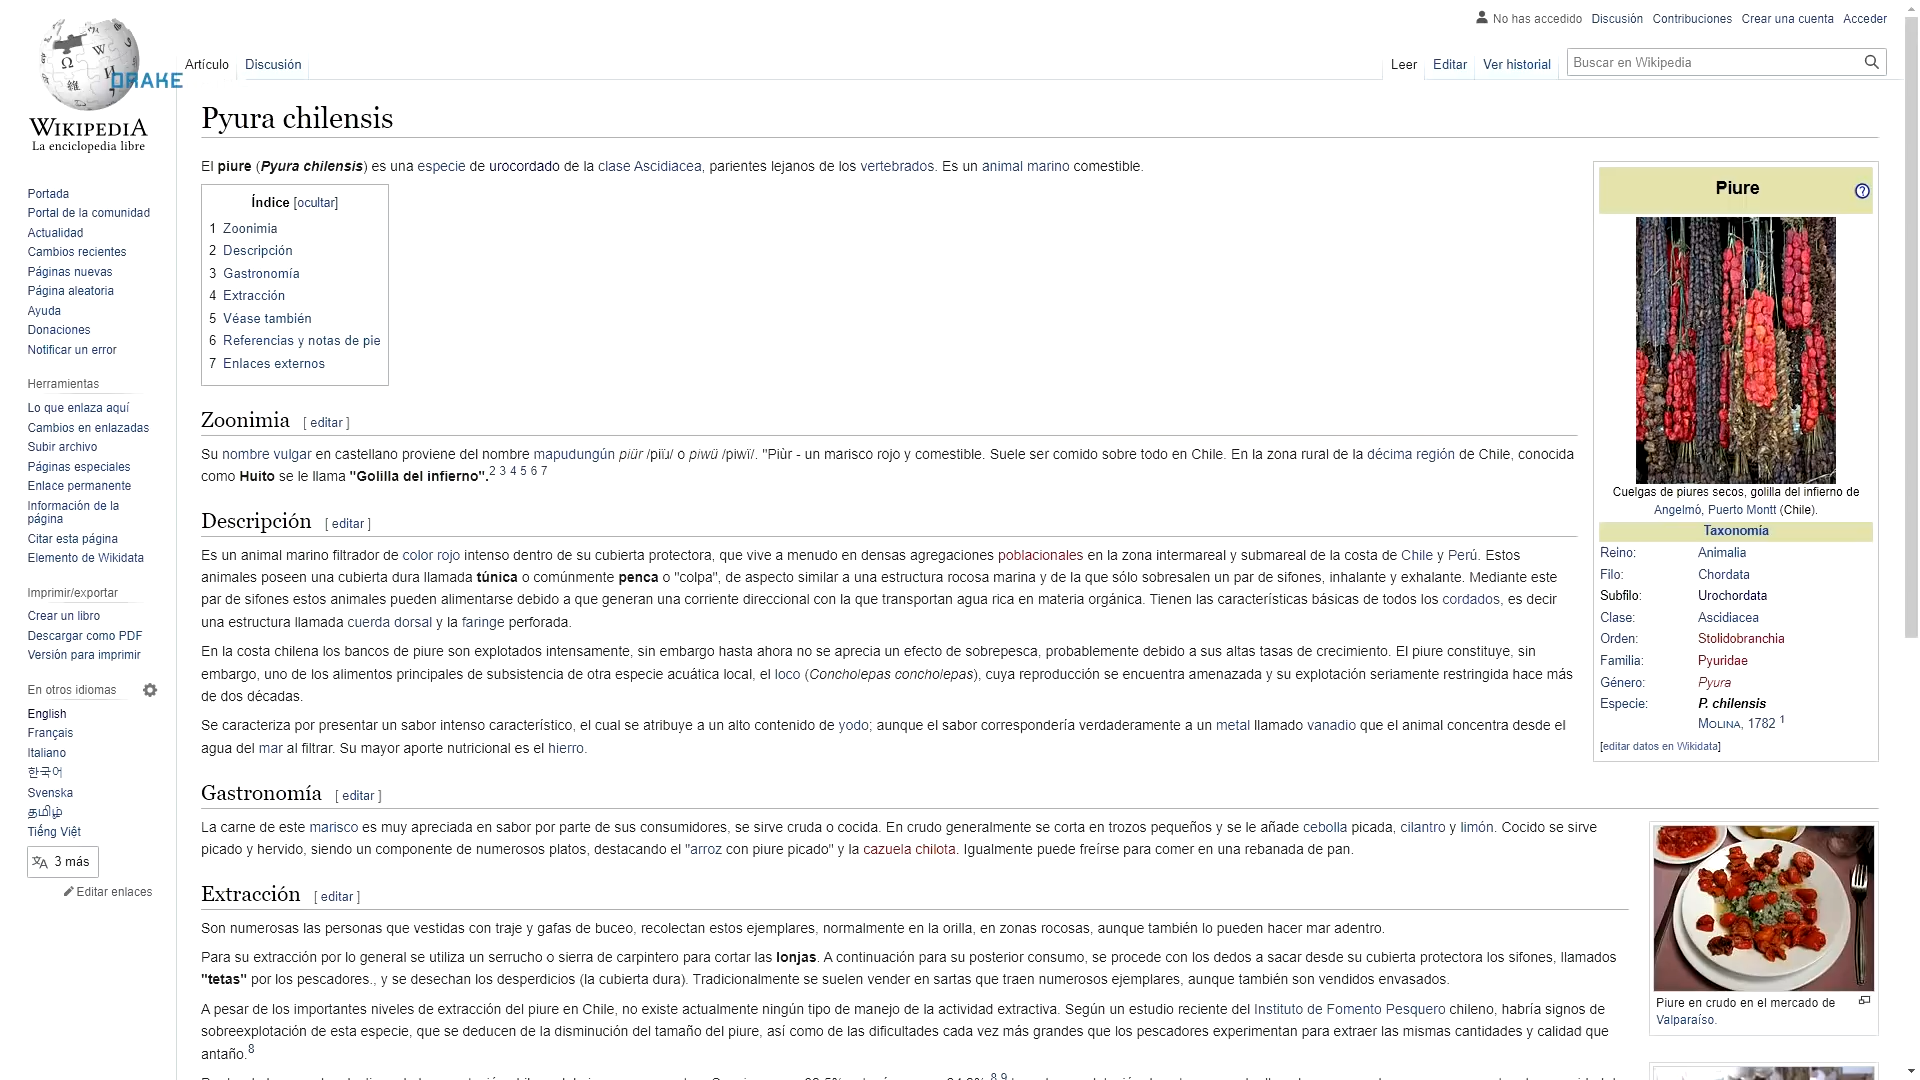 No has accedido Discusión Contribuciones Crear una cuenta Acceder
Artículo Discusión
Leer Editar Ver historial Buscar en Wikipedia
DRAKE
WIKIPEDIA
La enciclopedia libre
Portada
Portal de la comunidad
Actualidad
Cambios recientes
Páginas nuevas
Página aleatoria
Ayuda
Donaciones
Notificar un error
Herramientas
Lo que enlaza aquí
Cambios en enlazadas
Subir archivo
Páginas especiales
Enlace permanente
Información de la
página
Citar esta página
Elemento de Wikidata
Imprimir/exportar
Crear un libro
Descargar como PDF
Versión para imprimir
En otros idiomas
English
Français
Italiano
한국어
Svenska
தமிழ்
Tiếng Việt
3 más
Editar enlaces
Pyura chilensis
El piure (Pyura chilensis) es una especie de urocordado de la clase Ascidiacea, parientes lejanos de los vertebrados. Es un animal marino comestible.
Índice [ocultar]
1 Zoonimia
2 Descripción
3 Gastronomía
4 Extracción
5 Véase también
6 Referencias y notas de pie
7 Enlaces externos
Zoonimia [ editar ]
Su nombre vulgar en castellano proviene del nombre mapudungún piür /piɨɹ/ o piwü /piwï/. "Piùr - un marisco rojo y comestible. Suele ser comido sobre todo en Chile. En la zona rural de la décima región de Chile, conocida
como Huito se le llama "Golilla del infierno".2 3 4 5 6 7
Descripción [ editar ]
Es un animal marino filtrador de color rojo intenso dentro de su cubierta protectora, que vive a menudo en densas agregaciones poblacionales en la zona intermareal y submareal de la costa de Chile y Perú. Estos
animales poseen una cubierta dura llamada túnica o comúnmente penca o "colpa", de aspecto similar a una estructura rocosa marina y de la que sólo sobresalen un par de sifones, inhalante y exhalante. Mediante este
par de sifones estos animales pueden alimentarse debido a que generan una corriente direccional con la que transportan agua rica en materia orgánica. Tienen las características básicas de todos los cordados, es decir
una estructura llamada cuerda dorsal y la faringe perforada.
En la costa chilena los bancos de piure son explotados intensamente, sin embargo hasta ahora no se aprecia un efecto de sobrepesca, probablemente debido a sus altas tasas de crecimiento. El piure constituye, sin
embargo, uno de los alimentos principales de subsistencia de otra especie acuática local, el loco (Concholepas concholepas), cuya reproducción se encuentra amenazada y su explotación seriamente restringida hace más
de dos décadas.
Se caracteriza por presentar un sabor intenso característico, el cual se atribuye a un alto contenido de yodo; aunque el sabor correspondería verdaderamente a un metal llamado vanadio que el animal concentra desde el
agua del mar al filtrar. Su mayor aporte nutricional es el hierro.
Gastronomía [ editar ]
La carne de este marisco es muy apreciada en sabor por parte de sus consumidores, se sirve cruda o cocida. En crudo generalmente se corta en trozos pequeños y se le añade cebolla picada, cilantro y limón. Cocido se sirve
picado y hervido, siendo un componente de numerosos platos, destacando el "arroz con piure picado" y la cazuela chilota. Igualmente puede freírse para comer en una rebanada de pan.
Extracción [ editar ]
Son numerosas las personas que vestidas con traje y gafas de buceo, recolectan estos ejemplares, normalmente en la orilla, en zonas rocosas, aunque también lo pueden hacer mar adentro.
Para su extracción por lo general se utiliza un serrucho o sierra de carpintero para cortar las lonjas. A continuación para su posterior consumo, se procede con los dedos a sacar desde su cubierta protectora los sifones, llamados
"tetas" por los pescadores., y se desechan los desperdicios (la cubierta dura). Tradicionalmente se suelen vender en sartas que traen numerosos ejemplares, aunque también son vendidos envasados.
A pesar de los importantes niveles de extracción del piure en Chile, no existe actualmente ningún tipo de manejo de la actividad extractiva. Según un estudio reciente del Instituto de Fomento Pesquero chileno, habría signos de
sobreexplotación de esta especie, que se deducen de la disminución del tamaño del piure, así como de las dificultades cada vez más grandes que los pescadores experimentan para extraer las mismas cantidades y calidad que
antaño.8
Piure
Cuelgas de piures secos, golilla del infierno de
Angelmó, Puerto Montt (Chile).
Taxonomía
Reino: Animalia
Filo: Chordata
Subfilo: Urochordata
Clase: Ascidiacea
Orden: Stolidobranchia
Familia: Pyuridae
Género: Pyura
Especie: P. chilensis
MOLINA, 1782 1
[editar datos en Wikidata]
Piure en crudo en el mercado de
Valparaíso.